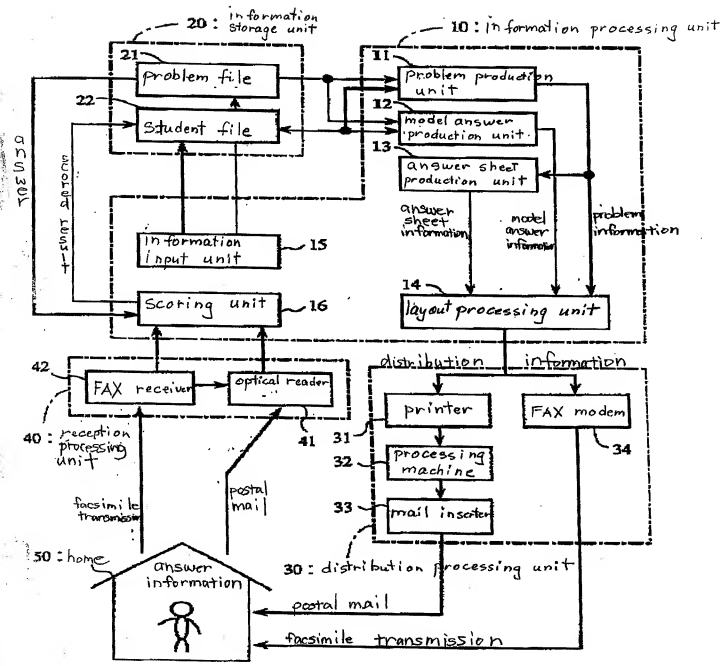 20 : information
storage unit
10 : information processing unit
21
problem file
22
student file
11
problem production
unit
12
model answer
production unit.
13
answer sheet
production unit
answer
scored result
answer
sheet
information
model
answer
information
problem
information
information
input unit
15
scoring unit
16
14
layout processing unit
distribution information
42
FAX receiver
optical reader
41
40 : reception
processing
unit
printer
31
FAX modem
34
32
processing
machine
33
mail inserter
30 : distribution processing unit
facsimile
transmission
postal
mail
50 : home
answer
information
postal mail
facsimile transmission